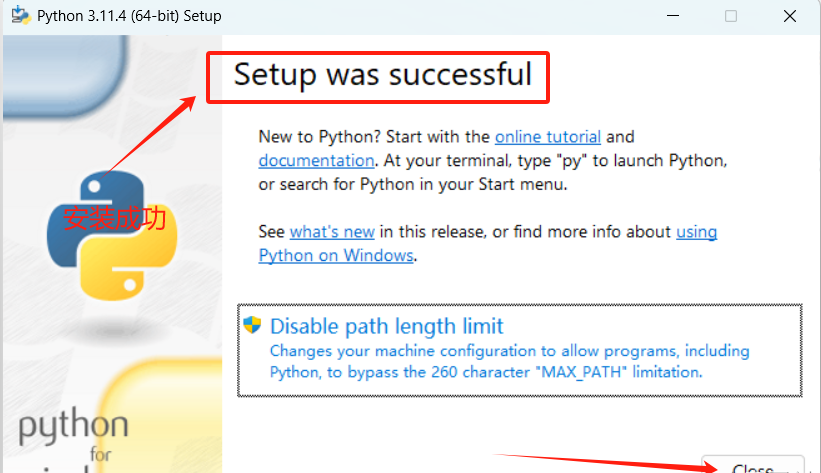 Python 3.11.4 (64-bit) Setup
Setup was successful
New to Python? Start with the online tutorial and
documentation. At your terminal, type "py" to launch Python,
or search for Python in your Start menu.
安装成功
See what's new in this release, or find more info about using
Python on Windows.
Disable path length limit
Changes your machine configuration to allow programs, including
Python, to bypass the 260 character "MAX_PATH" limitation.
python
for
Close